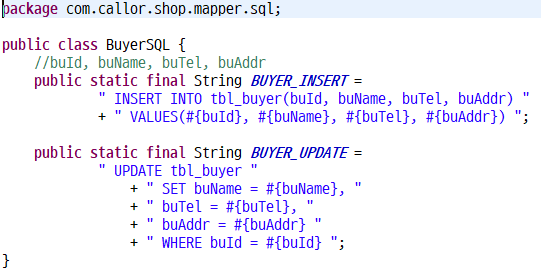 package com.callor.shop.mapper.sql;
public class BuyerSQL {
//buId, buName, buTel, buAddr
public static final String BUYER_INSERT =
" INSERT INTO tbl_buyer(buId, buName, buTel, buAddr) "
+ " VALUES(#{buId}, #{buName}, #{buTel}, #{buAddr}) ";
public static final String BUYER_UPDATE =
" UPDATE tbl_buyer "
+ " SET buName = #{buName}, "
+ " buTel = #{buTel}, "
+ " buAddr = #{buAddr} "
+ " WHERE buId = #{buId} ";
}